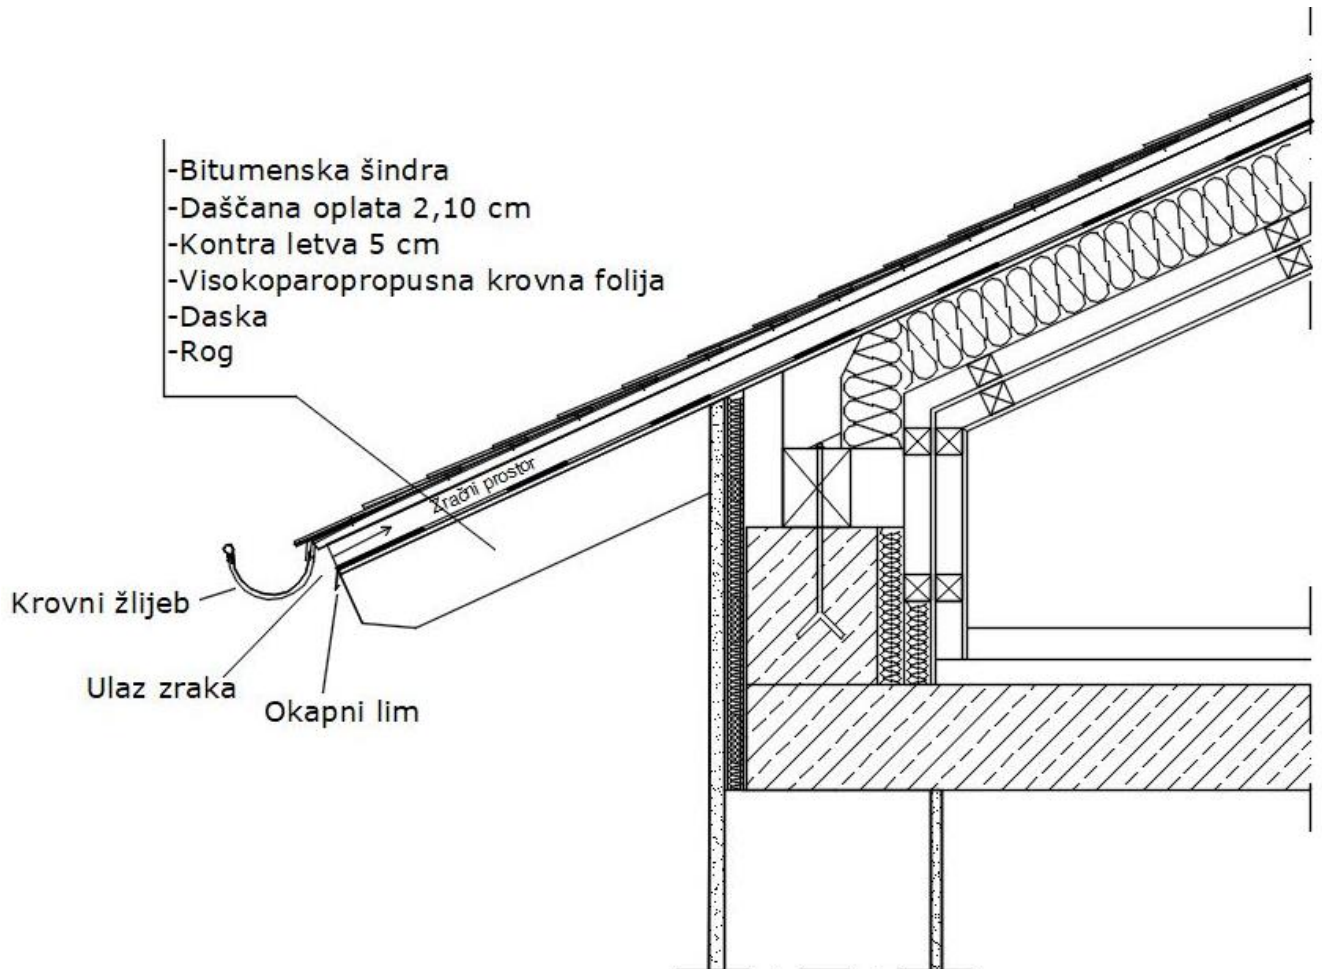 -Bitumenska šindra
-Daščana oplata 2,10 cm
-Kontra letva 5 cm
-Visokoparopropusna krovna folija
-Daska
-Rog
Zračni prostor
Krovni žlijeb
Ulaz zraka
Okapni lim